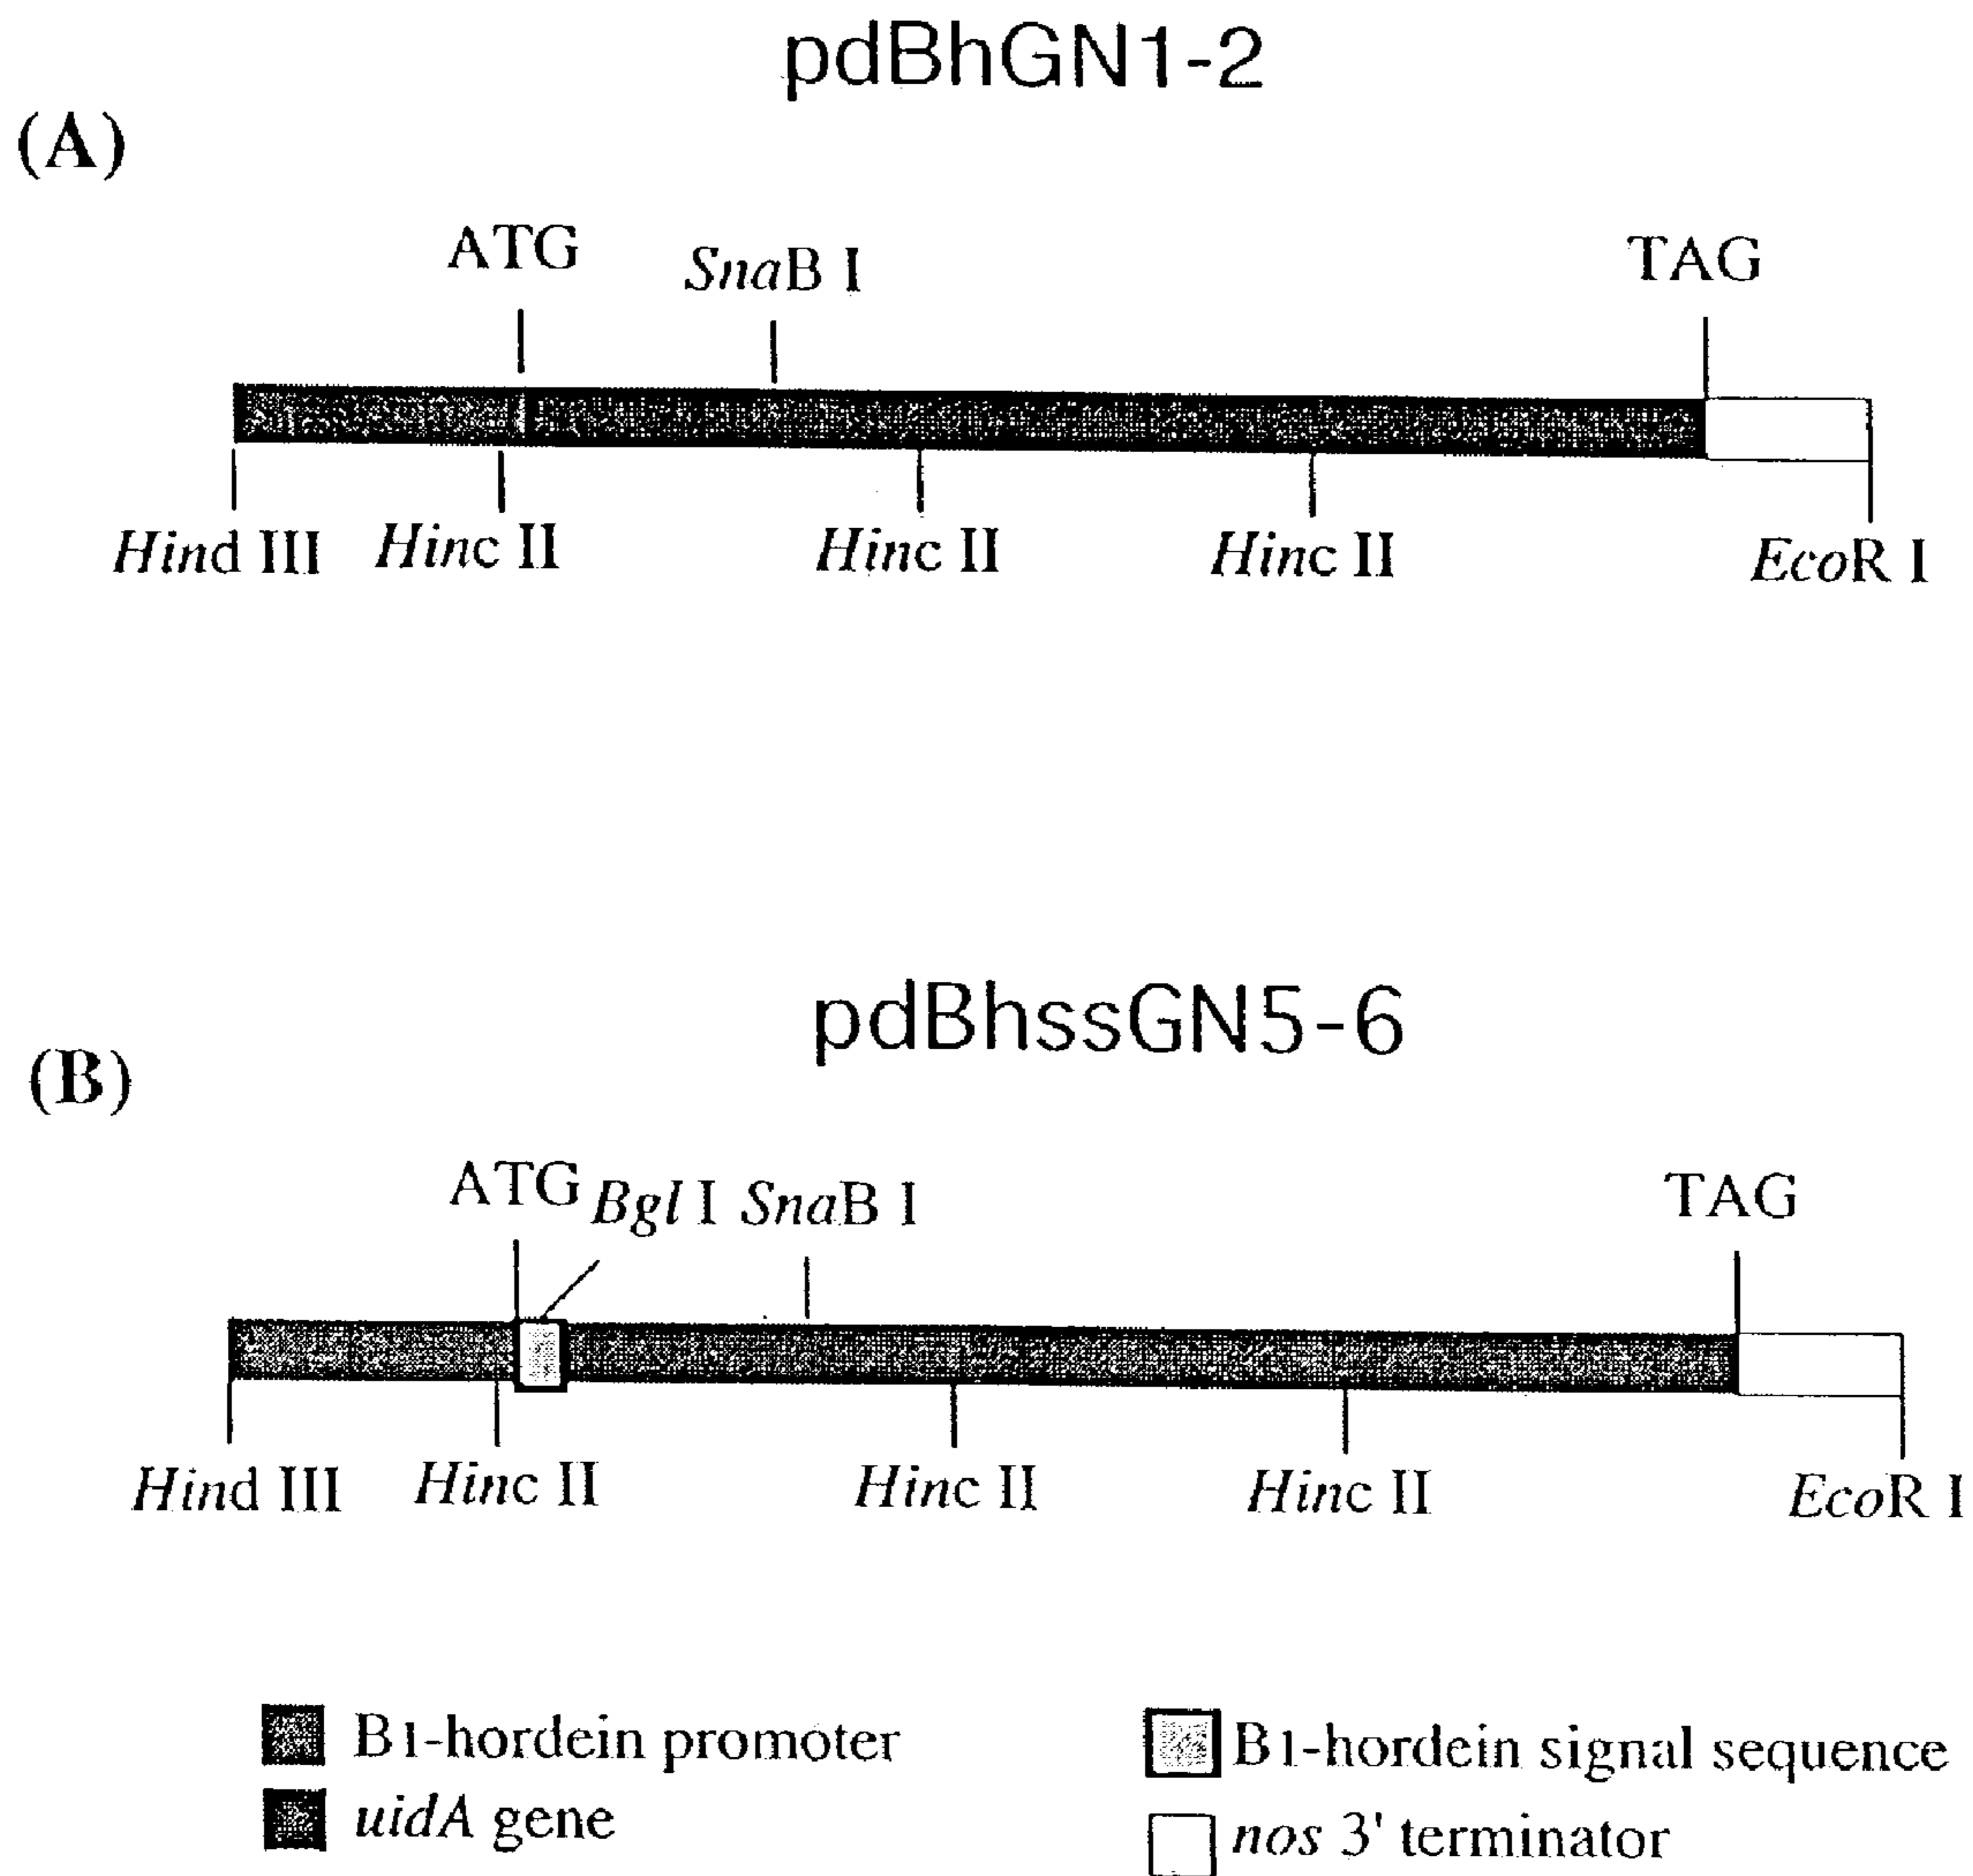 pdBhGN1-2
(A)
ATG
SnaB I
TAG
Hind III
Hinc II
Hinc II
Hinc II
EcoR I
pdBhssGN5-6
(B)
ATG
Bgl I
SnaB I
TAG
Hind III
Hinc II
Hinc II
Hinc II
EcoR I
B1-hordein promoter
B1-hordein signal sequence
uidA gene
nos 3' terminator